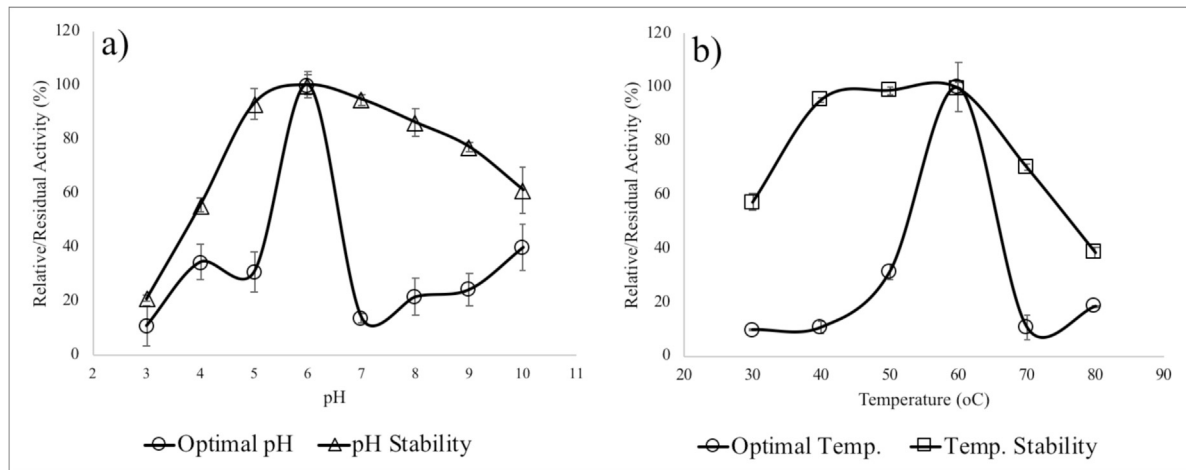 a)
Relative/Residual Activity (%)
120
100
80
60
40
20
0
2 3 4 5 6 7 8 9 10 11
pH
Optimal pH pH Stability
b)
Relative/Residual Activity (%)
120
100
80
60
40
20
0
20 30 40 50 60 70 80 90
Temperature (oC)
Optimal Temp. Temp. Stability